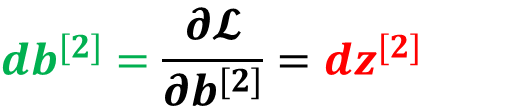 db^[2] = ∂ℒ/∂b^[2] = dz^[2]